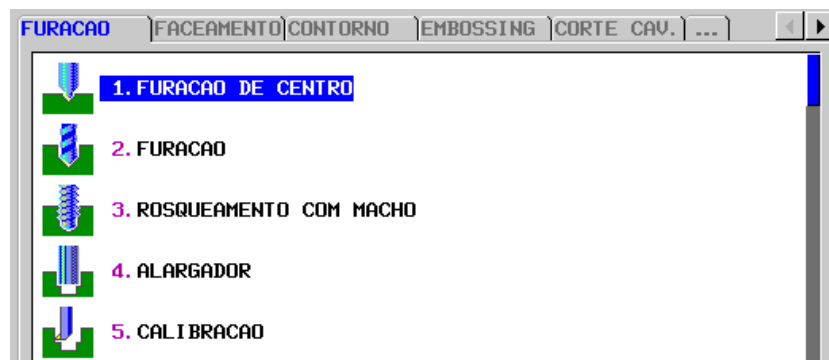 FURACAO FACEAMENTO CONTORNO EMBOSSING CORTE CAV. ...
1. FURACAO DE CENTRO
2. FURACAO
3. ROSQUEAMENTO COM MACHO
4. ALARGADOR
5. CALIBRACAO